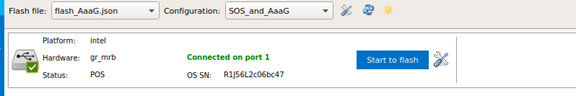 Flash file: flash_AaaG.json Configuration: SOS_and_AaaG
Platform: intel
Hardware: gr_mrb Connected on port 1
Start to flash
Status: POS OS SN: R1J56L2c06bc47